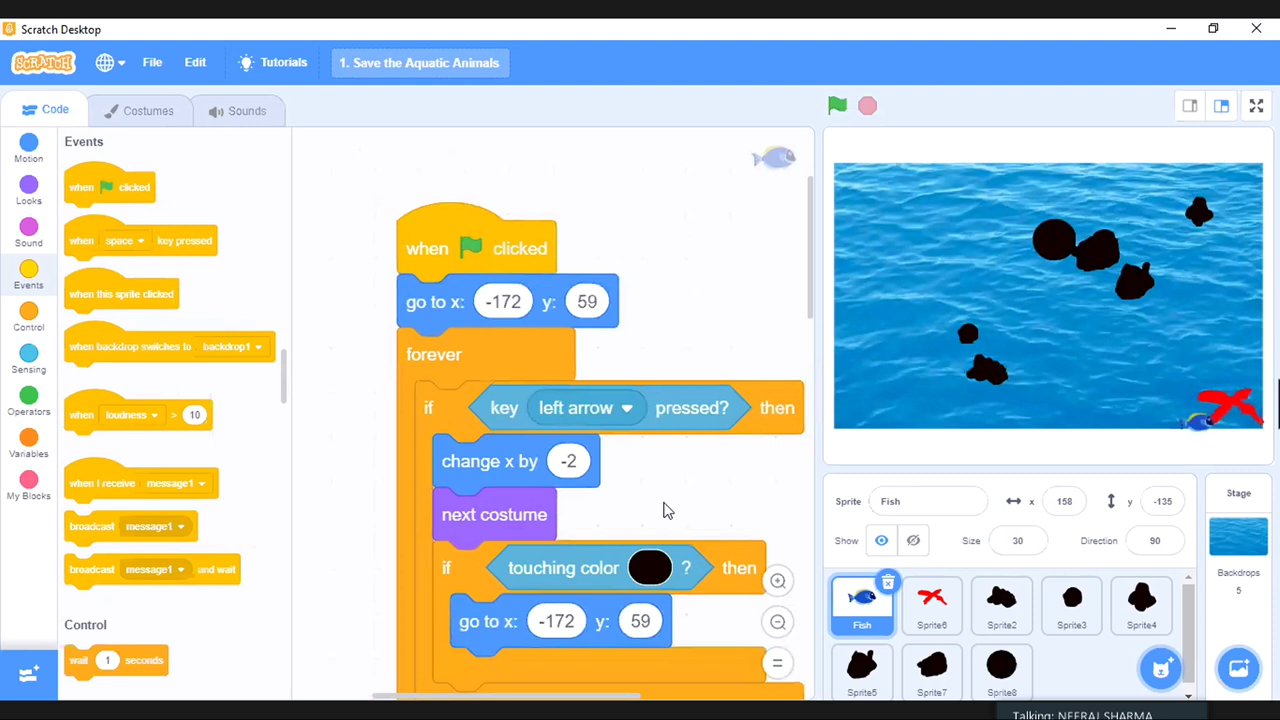 Scratch Desktop
SCRATCH
File
Edit
Tutorials
1. Save the Aquatic Animals
Code
Costumes
Sounds
Motion
Looks
Sound
Events
Control
Sensing
Operators
Variables
My Blocks
Events
when clicked
when space key pressed
when this sprite clicked
when backdrop switches to backdrop1
when loudness > 10
when I receive message1
broadcast message1
broadcast message1 and wait
Control
wait 1 seconds
when clicked
go to x: -172 y: 59
forever
if key left arrow pressed? then
change x by -2
next costume
if touching color ? then
go to x: -172 y: 59
Sprite Fish x 158 y -135
Show Size 30 Direction 90
Fish
Sprite6
Sprite2
Sprite3
Sprite4
Sprite5
Sprite7
Sprite8
Stage
Backdrops
5
Talking: NEERAJ SHARMA